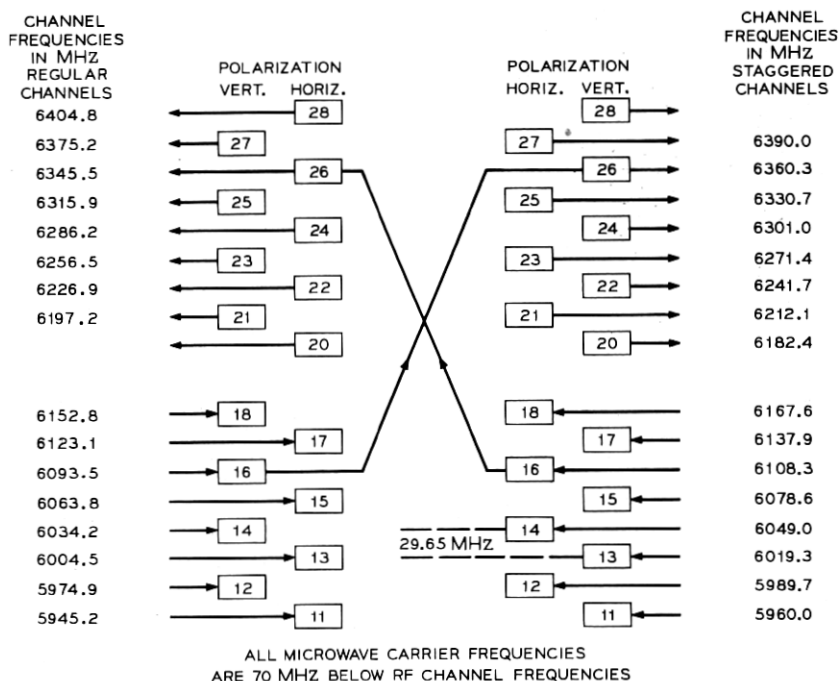 CHANNEL
FREQUENCIES
IN MHz
REGULAR
CHANNELS
POLARIZATION
VERT. HORIZ.
POLARIZATION
HORIZ. VERT.
CHANNEL
FREQUENCIES
IN MHz
STAGGERED
CHANNELS
6404.8 28 28
6375.2 27 27 6390.0
6345.5 26 26 6360.3
6315.9 25 25 6330.7
6286.2 24 24 6301.0
6256.5 23 23 6271.4
6226.9 22 22 6241.7
6197.2 21 21 6212.1
20 20 6182.4
6152.8 18 18 6167.6
6123.1 17 17 6137.9
6093.5 16 16 6108.3
6063.8 15 15 6078.6
6034.2 14 14 6049.0
29.65 MHz
6004.5 13 13 6019.3
5974.9 12 12 5989.7
5945.2 11 11 5960.0
ALL MICROWAVE CARRIER FREQUENCIES
ARE 70 MHz BELOW RF CHANNEL FREQUENCIES